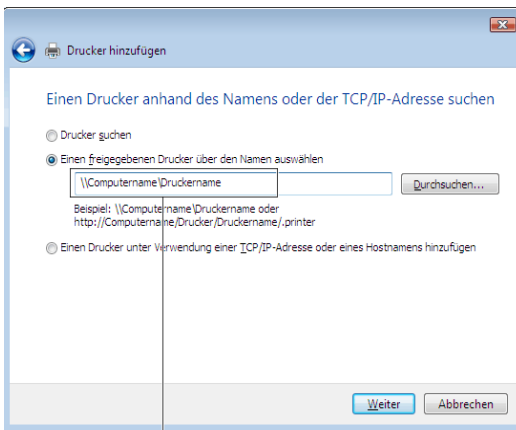 Drucker hinzufügen
Einen Drucker anhand des Namens oder der TCP/IP-Adresse suchen
Drucker suchen
Einen freigegebenen Drucker über den Namen auswählen
\\Computername\Druckername
Durchsuchen...
Beispiel: \\Computername\Druckername oder
http://Computername/Drucker/Druckername/.printer
Einen Drucker unter Verwendung einer TCP/IP-Adresse oder eines Hostnamens hinzufügen
Weiter
Abbrechen